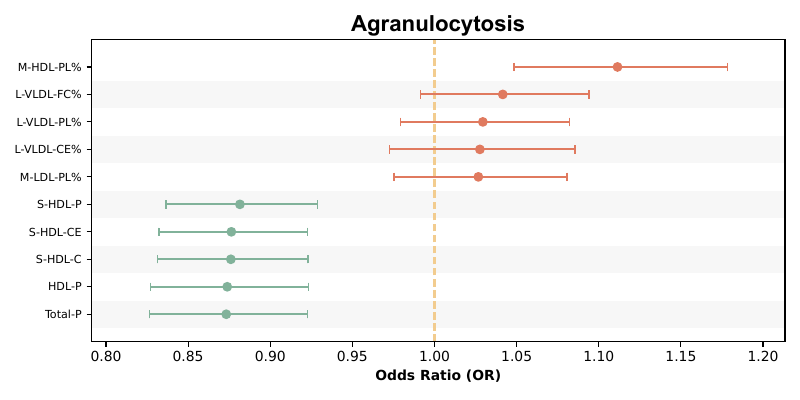 Agranulocytosis
M-HDL-PL%
L-VLDL-FC%
L-VLDL-PL%
L-VLDL-CE%
M-LDL-PL%
S-HDL-P
S-HDL-CE
S-HDL-C
HDL-P
Total-P
0.80 0.85 0.90 0.95 1.00 1.05 1.10 1.15 1.20
Odds Ratio (OR)